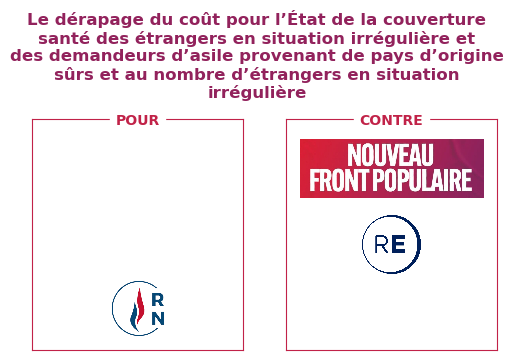 Le dérapage du coût pour l’État de la couverture
santé des étrangers en situation irrégulière et
des demandeurs d’asile provenant de pays d’origine
sûrs et au nombre d’étrangers en situation
irrégulière
POUR
CONTRE
NOUVEAU
FRONT POPULAIRE
RE
R
N